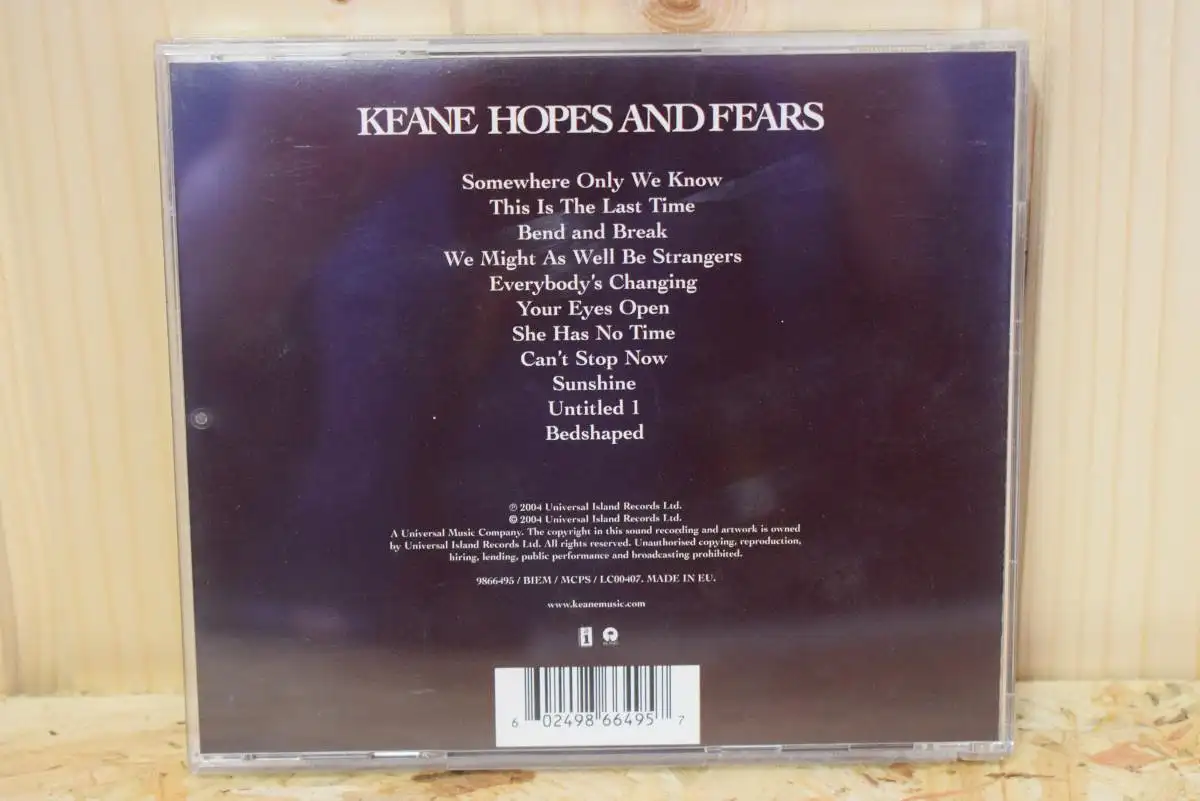 KEANE HOPES AND FEARS
Somewhere Only We Know
This Is The Last Time
Bend and Break
We Might As Well Be Strangers
Everybody's Changing
Your Eyes Open
She Has No Time
Can't Stop Now
Sunshine
Untitled 1
Bedshaped
℗ 2004 Universal Island Records Ltd.
© 2004 Universal Island Records Ltd.
A Universal Music Company. The copyright in this sound recording and artwork is owned
by Universal Island Records Ltd. All rights reserved. Unauthorised copying, reproduction,
hiring, lending, public performance and broadcasting prohibited.
9866495 / BIEM / MCPS / LC00407. MADE IN EU.
www.keanemusic.com
6 02498 66495 7